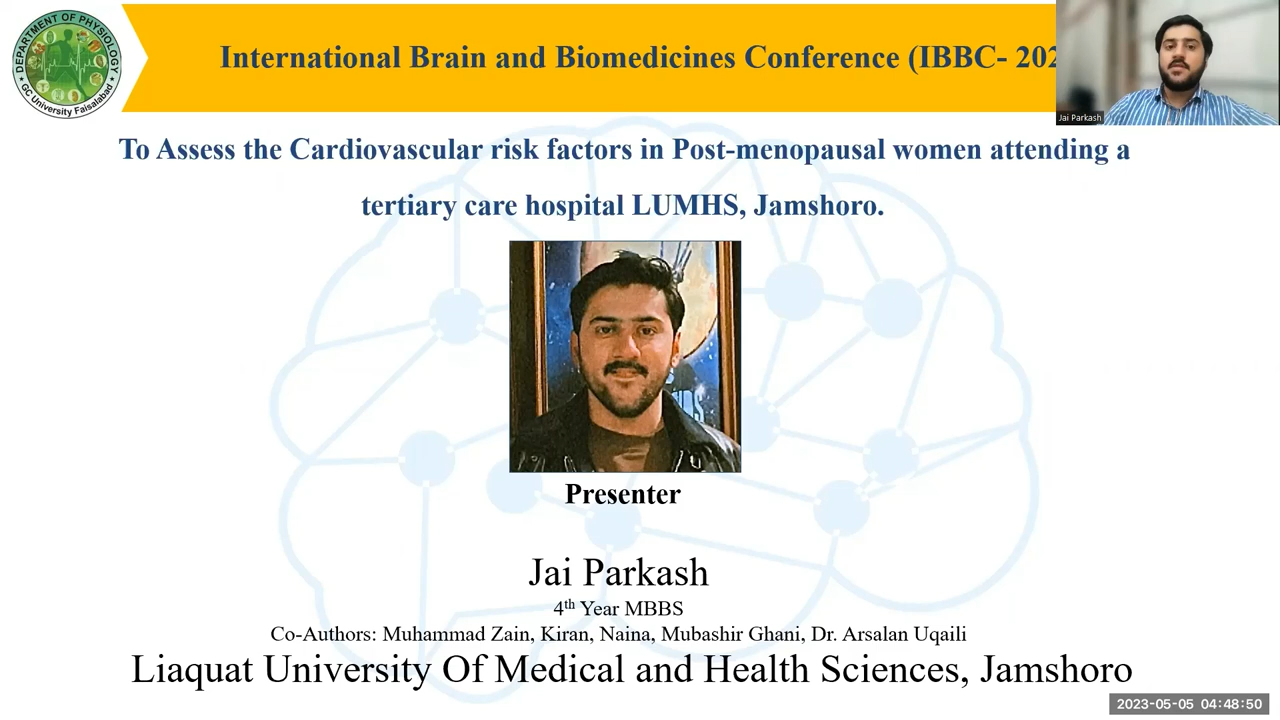 DEPARTMENT OF PHYSIOLOGY
GC University Faisalabad
International Brain and Biomedicines Conference (IBBC- 202
Jai Parkash
To Assess the Cardiovascular risk factors in Post-menopausal women attending a
tertiary care hospital LUMHS, Jamshoro.
Presenter
Jai Parkash
4th Year MBBS
Co-Authors: Muhammad Zain, Kiran, Naina, Mubashir Ghani, Dr. Arsalan Uqaili
Liaquat University Of Medical and Health Sciences, Jamshoro
2023-05-05 04:48:50